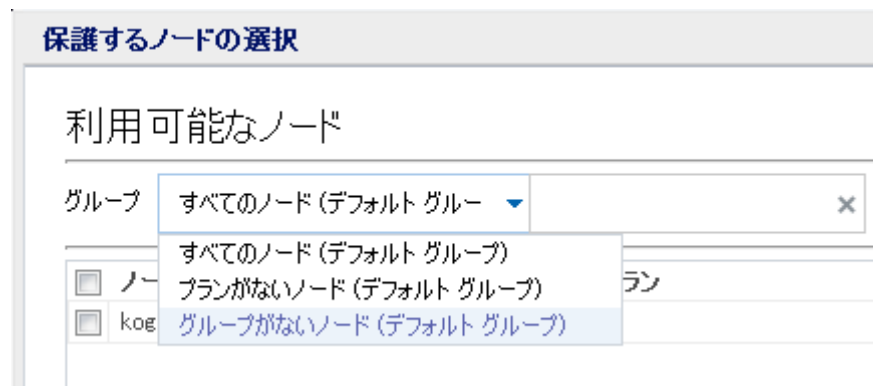 保護するノードの選択
利用可能なノード
グループ すべてのノード (デフォルト グルー
すべてのノード (デフォルト グループ)
プランがないノード (デフォルト グループ)
グループがないノード (デフォルト グループ)
ノー ラン
kog